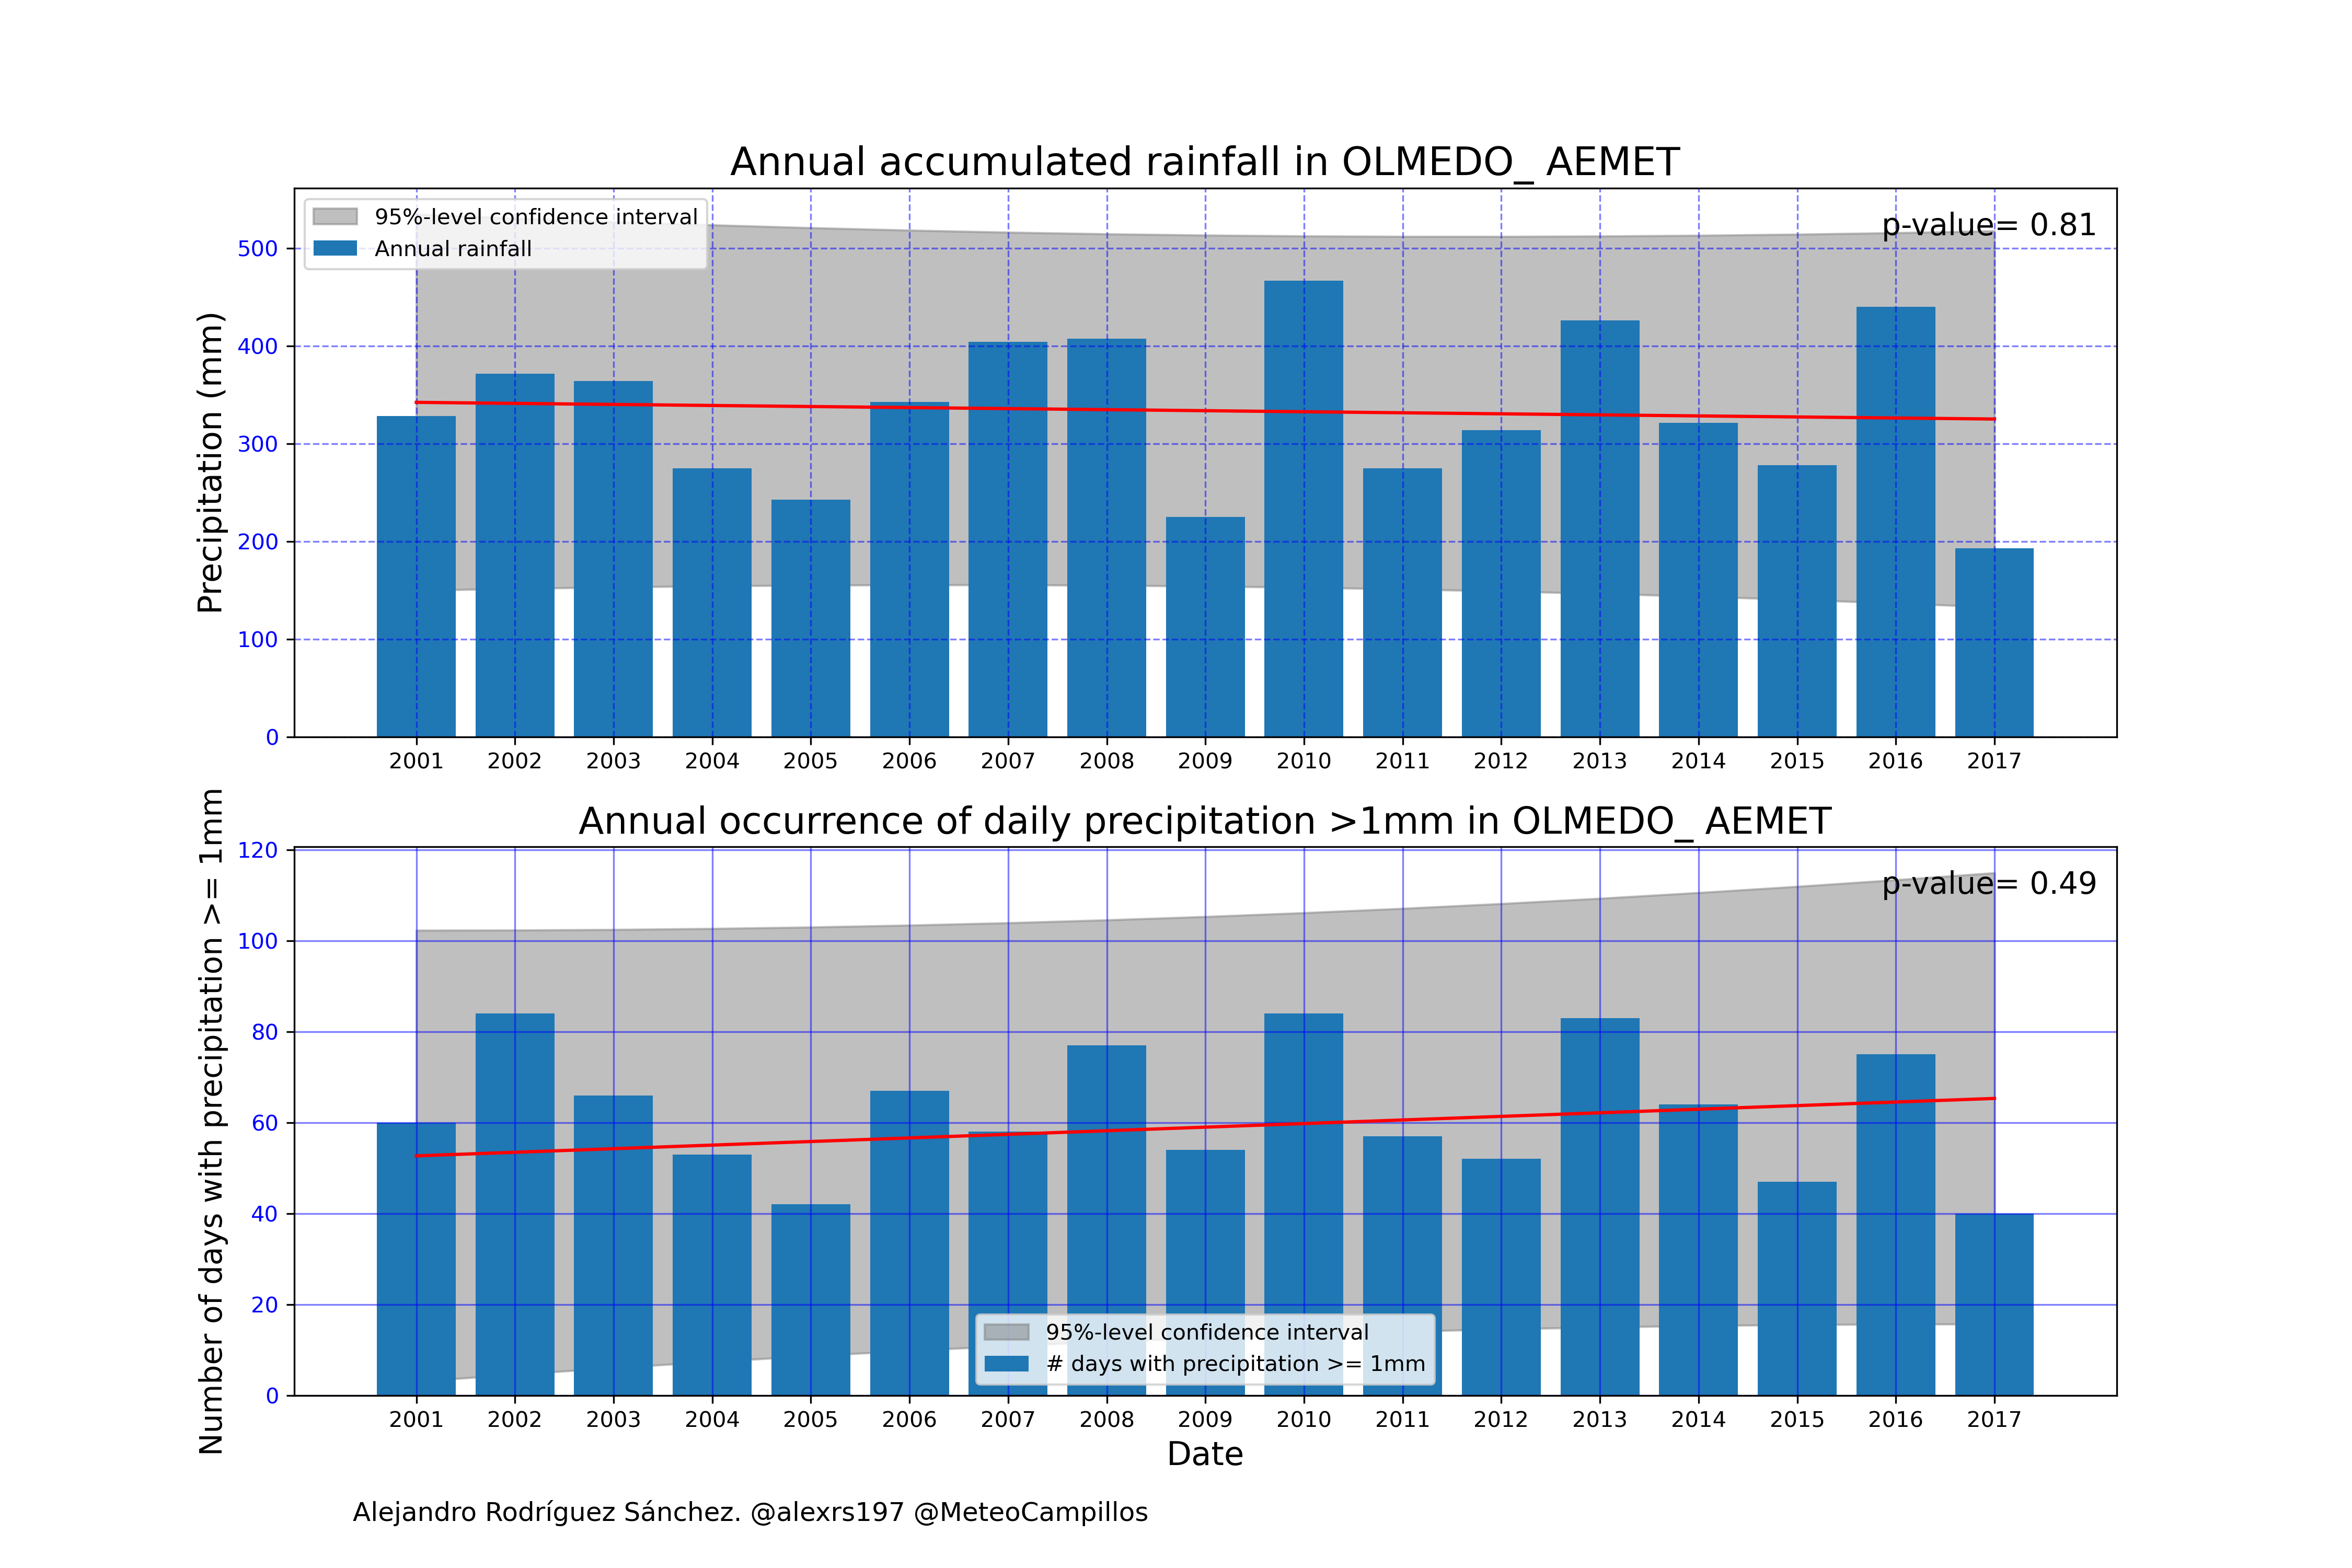 Annual accumulated rainfall in OLMEDO_ AEMET
95%-level confidence interval
Annual rainfall
p-value= 0.81
Precipitation (mm)
500
400
300
200
100
0
2001 2002 2003 2004 2005 2006 2007 2008 2009 2010 2011 2012 2013 2014 2015 2016 2017
Annual occurrence of daily precipitation >1mm in OLMEDO_ AEMET
p-value= 0.49
Number of days with precipitation >= 1mm
120
100
80
60
40
20
0
95%-level confidence interval
# days with precipitation >= 1mm
2001 2002 2003 2004 2005 2006 2007 2008 2009 2010 2011 2012 2013 2014 2015 2016 2017
Date
Alejandro Rodríguez Sánchez. @alexrs197 @MeteoCampillos